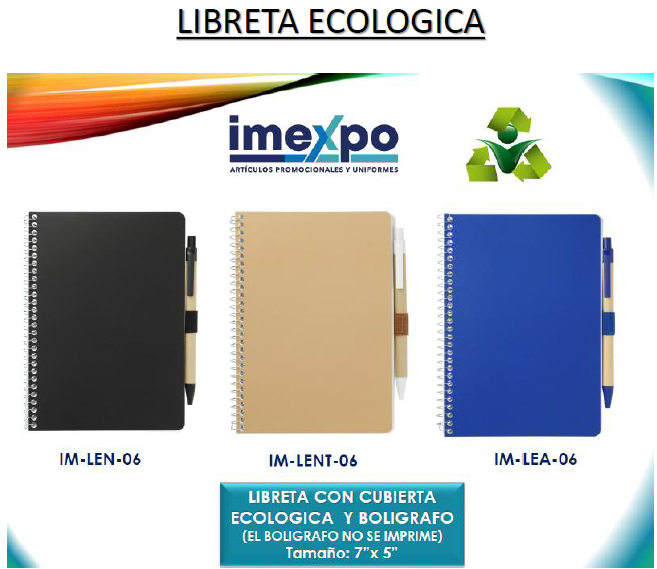 LIBRETA ECOLOGICA
imexpo
ARTÍCULOS PROMOCIONALES Y UNIFORMES
IM-LEN-06
IM-LENT-06
IM-LEA-06
LIBRETA CON CUBIERTA
ECOLOGICA Y BOLIGRAFO
(EL BOLIGRAFO NO SE IMPRIME)
Tamaño: 7”x 5”